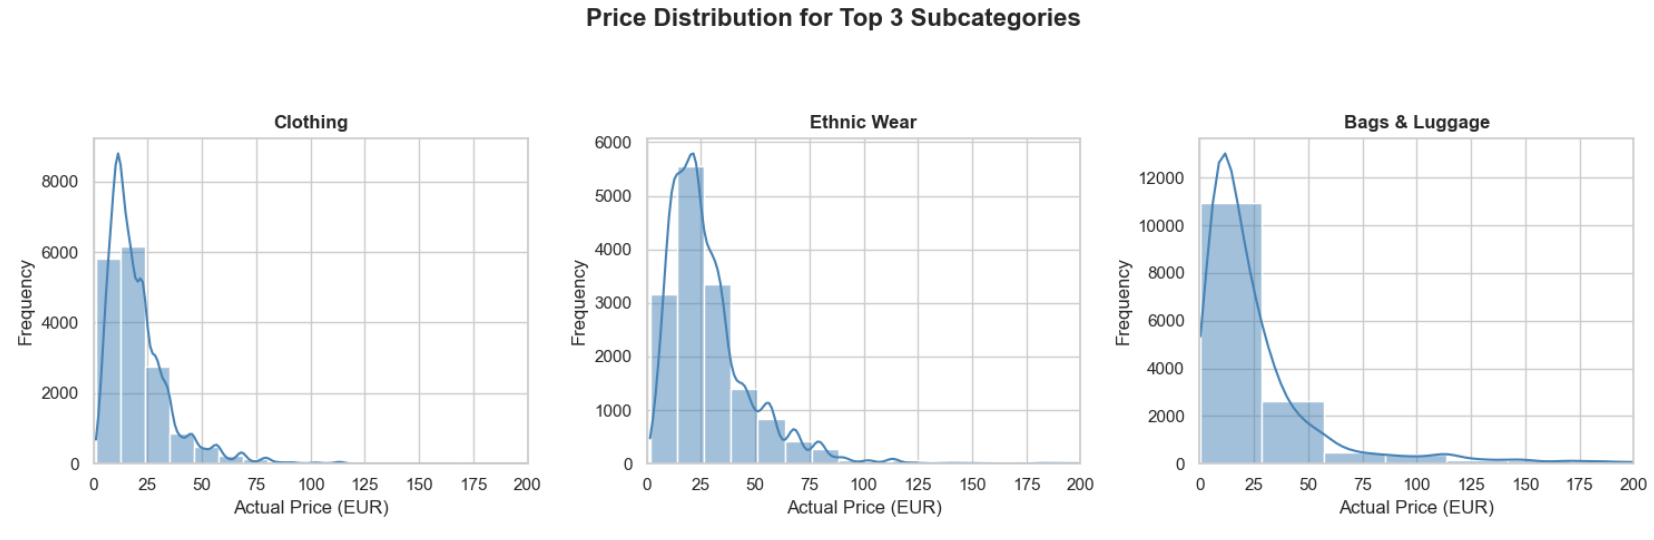 Price Distribution for Top 3 Subcategories
Clothing
Frequency
8000
6000
4000
2000
0
0 25 50 75 100 125 150 175 200
Actual Price (EUR)
Ethnic Wear
Frequency
6000
5000
4000
3000
2000
1000
0
0 25 50 75 100 125 150 175 200
Actual Price (EUR)
Bags & Luggage
Frequency
12000
10000
8000
6000
4000
2000
0
0 25 50 75 100 125 150 175 200
Actual Price (EUR)